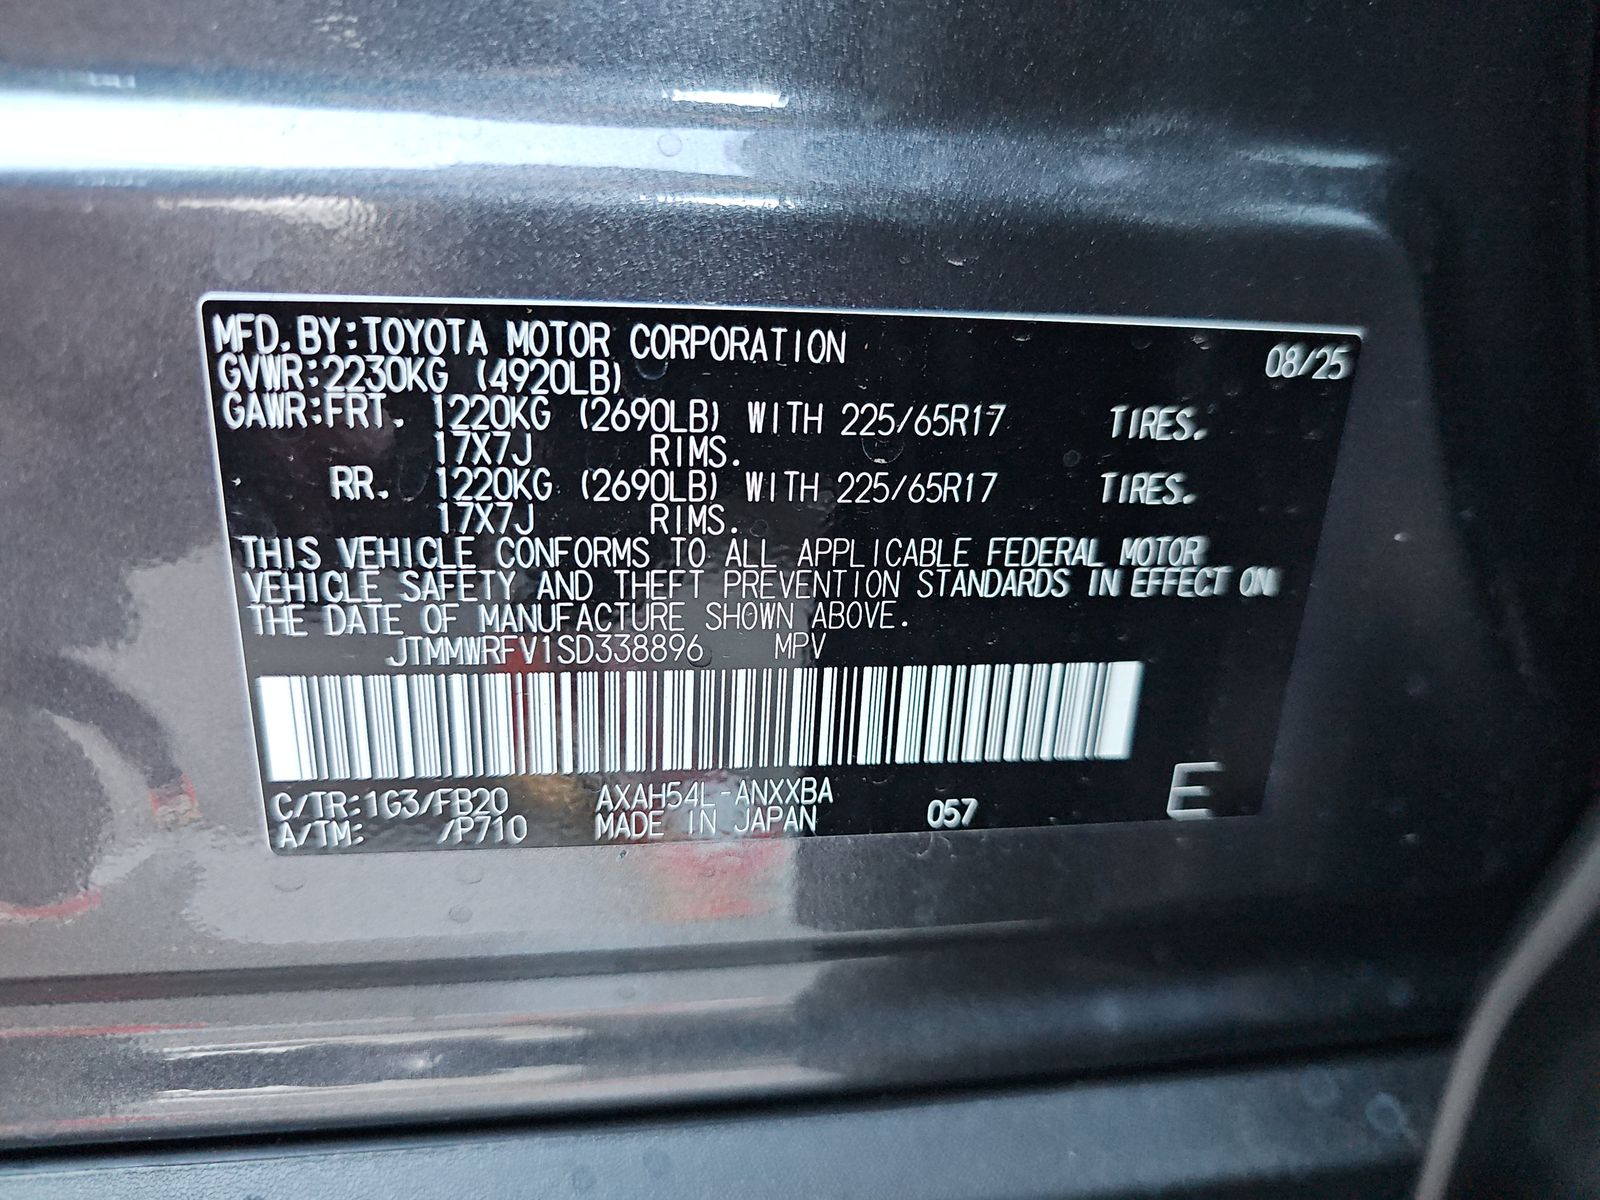 MFD.BY:TOYOTA MOTOR CORPORATION 08/25
GVWR:2230KG (4920LB)
GAWR:FRT. 1220KG (2690LB) WITH 225/65R17 TIRES.
17X7J RIMS.
RR. 1220KG (2690LB) WITH 225/65R17 TIRES.
17X7J RIMS.
THIS VEHICLE CONFORMS TO ALL APPLICABLE FEDERAL MOTOR
VEHICLE SAFETY AND THEFT PREVENTION STANDARDS IN EFFECT ON
THE DATE OF MANUFACTURE SHOWN ABOVE.
JTMMWRFV1SD338896 MPV
C/TR:1G3/FB20 AXAH54L-ANXXBA
A/TM: /P710 MADE IN JAPAN 057 E